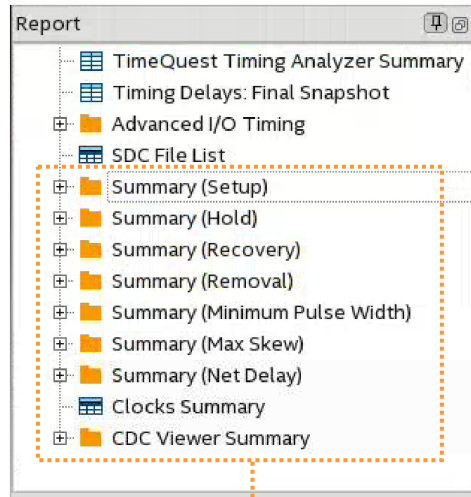 Report
TimeQuest Timing Analyzer Summary
Timing Delays: Final Snapshot
Advanced I/O Timing
SDC File List
Summary (Setup)
Summary (Hold)
Summary (Recovery)
Summary (Removal)
Summary (Minimum Pulse Width)
Summary (Max Skew)
Summary (Net Delay)
Clocks Summary
CDC Viewer Summary